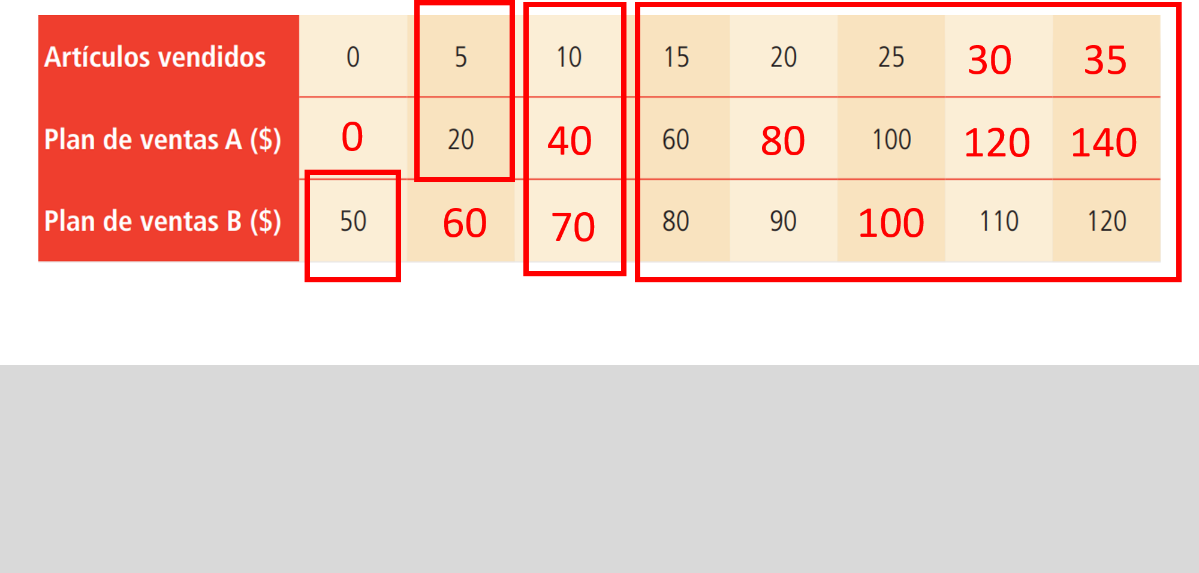 Artículos vendidos 0 5 10 15 20 25 30 35
Plan de ventas A ($) 0 20 40 60 80 100 120 140
Plan de ventas B ($) 50 60 70 80 90 100 110 120